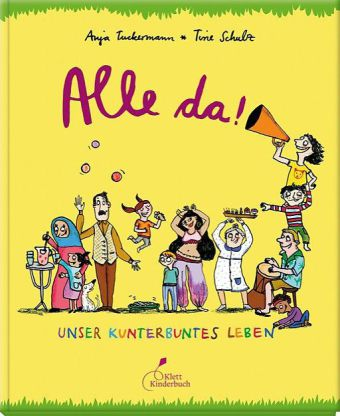 Anja Tuckermann * Tine Schulz
Alle da!
UNSER KUNTERBUNTES LEBEN
Klett
Kinderbuch